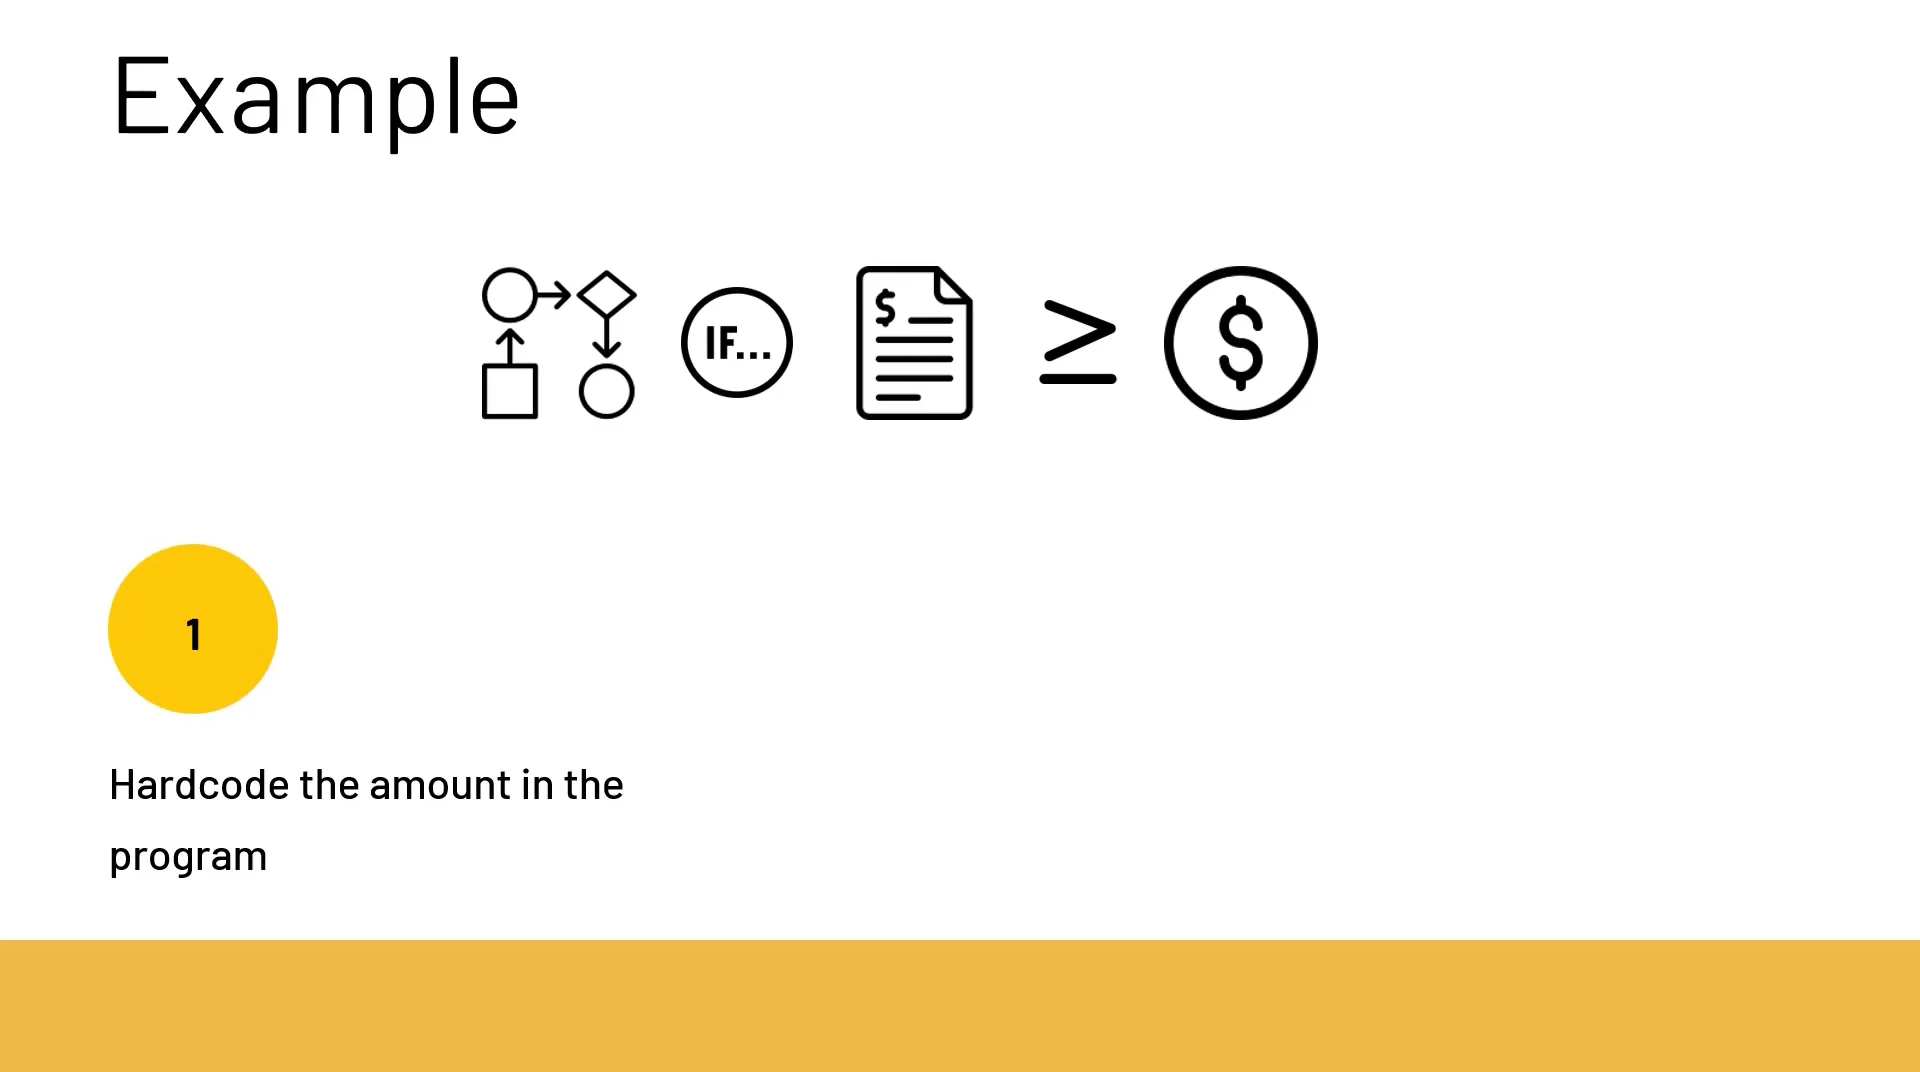 Example
IF...
$
≥
$
1
Hardcode the amount in the
program